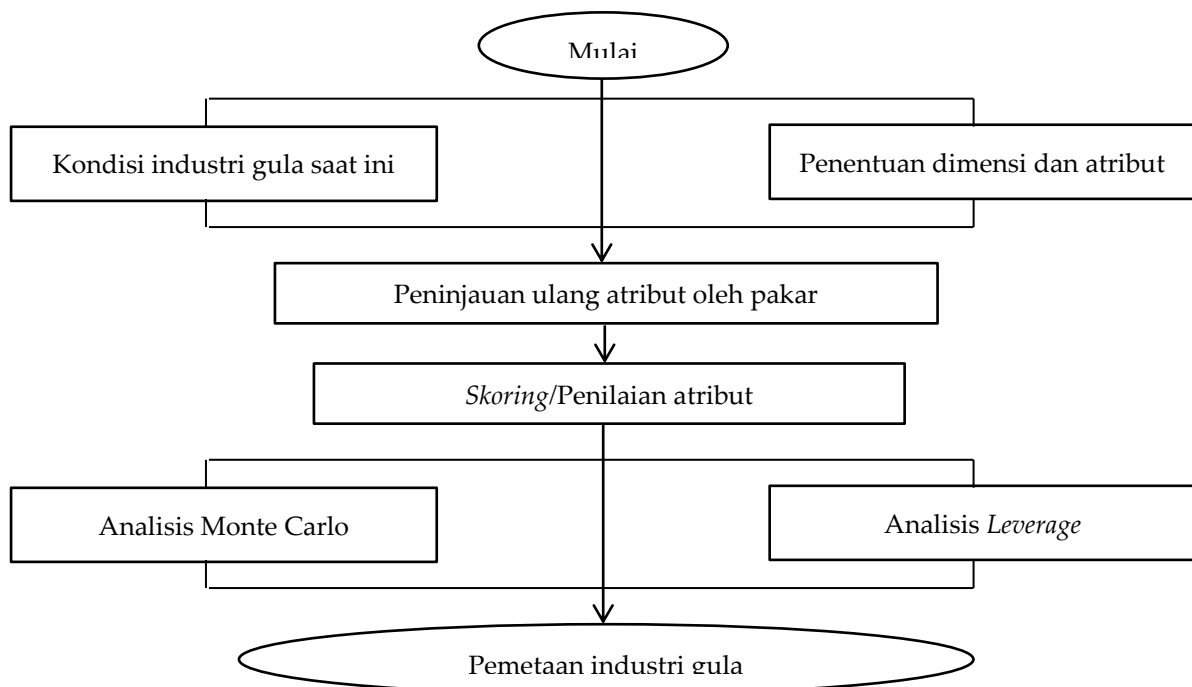 Mulai
Kondisi industri gula saat ini
Penentuan dimensi dan atribut
Peninjauan ulang atribut oleh pakar
Skoring/Penilaian atribut
Analisis Monte Carlo
Analisis Leverage
Pemetaan industri gula